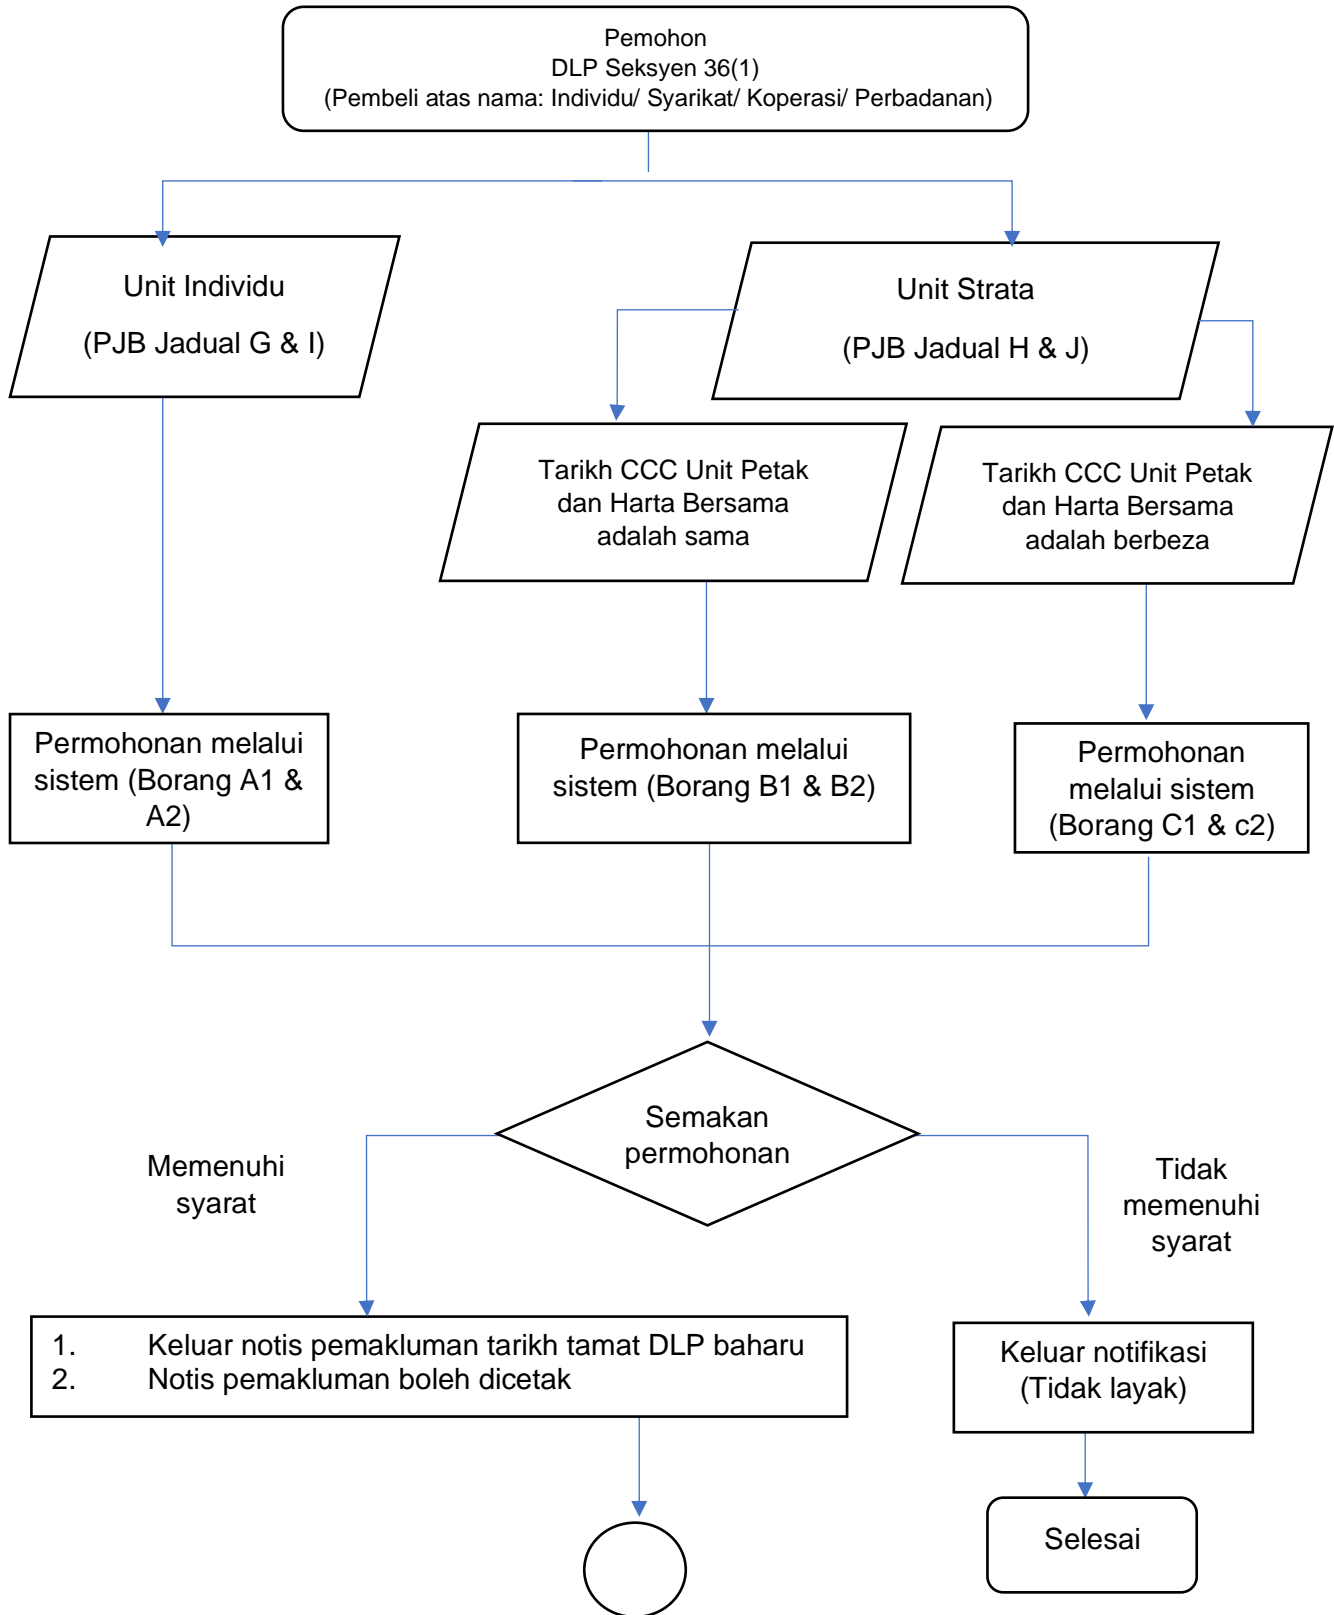 Pemohon
DLP Seksyen 36(1)
(Pembeli atas nama: Individu/ Syarikat/ Koperasi/ Perbadanan)
Unit Individu
(PJB Jadual G & I)
Unit Strata
(PJB Jadual H & J)
Tarikh CCC Unit Petak
dan Harta Bersama
adalah sama
Tarikh CCC Unit Petak
dan Harta Bersama
adalah berbeza
Permohonan melalui
sistem (Borang A1 &
A2)
Permohonan melalui
sistem (Borang B1 & B2)
Permohonan
melalui sistem
(Borang C1 & c2)
Semakan
permohonan
Memenuhi
syarat
Tidak
memenuhi
syarat
1. Keluar notis pemakluman tarikh tamat DLP baharu
2. Notis pemakluman boleh dicetak
Keluar notifikasi
(Tidak layak)
Selesai